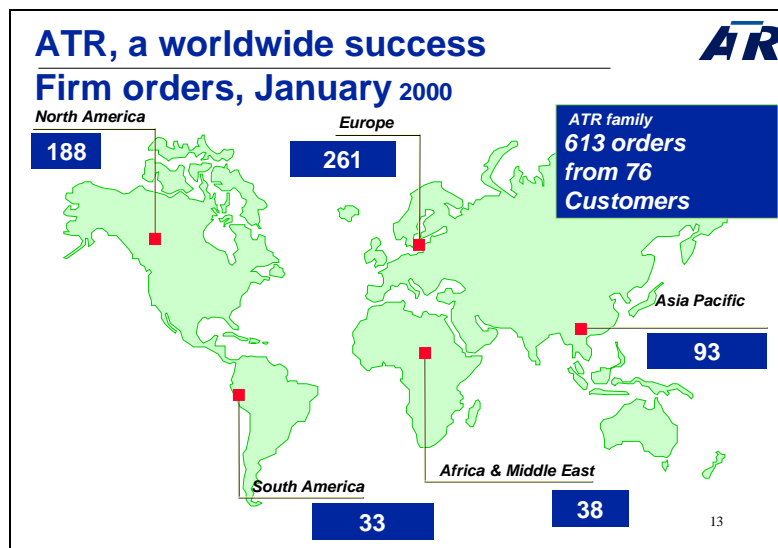 ATR, a worldwide success
ATR
Firm orders, January 2000
North America
188
Europe
261
ATR family
613 orders
from 76
Customers
Asia Pacific
93
Africa & Middle East
38
South America
33
13